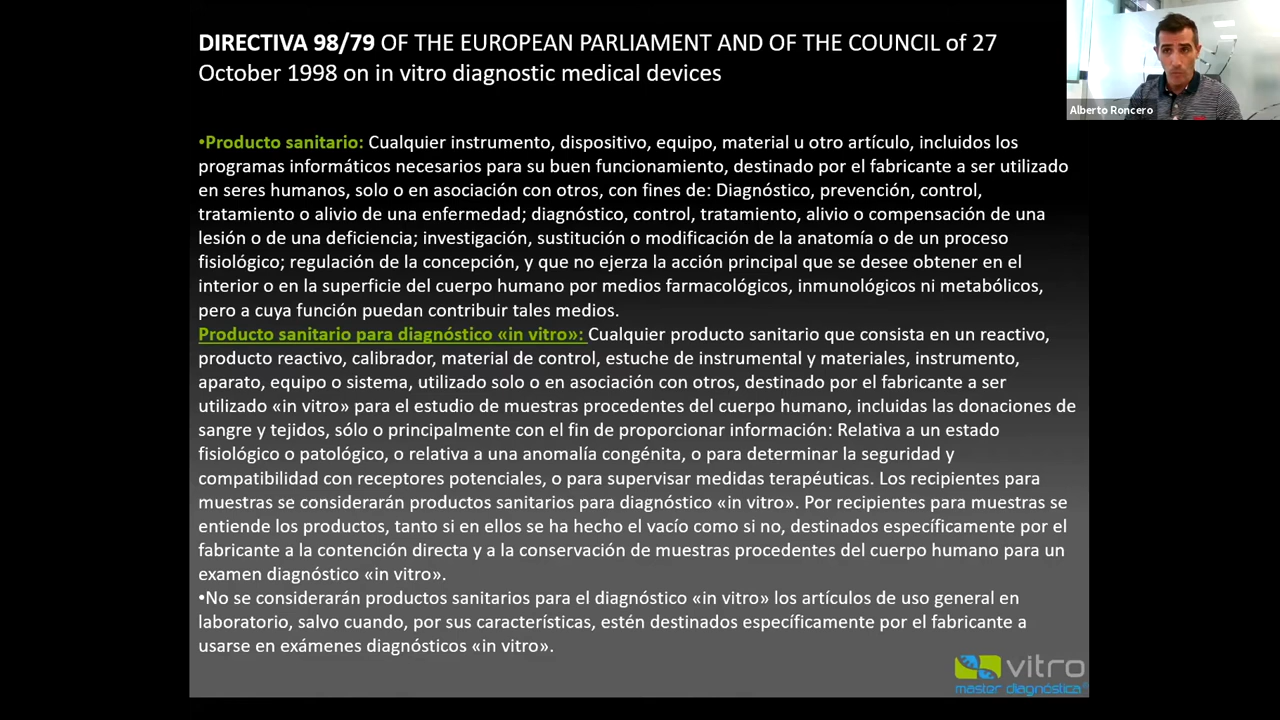 DIRECTIVA 98/79 OF THE EUROPEAN PARLIAMENT AND OF THE COUNCIL of 27
October 1998 on in vitro diagnostic medical devices
Alberto Roncero
•Producto sanitario: Cualquier instrumento, dispositivo, equipo, material u otro artículo, incluidos los
programas informáticos necesarios para su buen funcionamiento, destinado por el fabricante a ser utilizado
en seres humanos, solo o en asociación con otros, con fines de: Diagnóstico, prevención, control,
tratamiento o alivio de una enfermedad; diagnóstico, control, tratamiento, alivio o compensación de una
lesión o de una deficiencia; investigación, sustitución o modificación de la anatomía o de un proceso
fisiológico; regulación de la concepción, y que no ejerza la acción principal que se desee obtener en el
interior o en la superficie del cuerpo humano por medios farmacológicos, inmunológicos ni metabólicos,
pero a cuya función puedan contribuir tales medios.
Producto sanitario para diagnóstico «in vitro»: Cualquier producto sanitario que consista en un reactivo,
producto reactivo, calibrador, material de control, estuche de instrumental y materiales, instrumento,
aparato, equipo o sistema, utilizado solo o en asociación con otros, destinado por el fabricante a ser
utilizado «in vitro» para el estudio de muestras procedentes del cuerpo humano, incluidas las donaciones de
sangre y tejidos, sólo o principalmente con el fin de proporcionar información: Relativa a un estado
fisiológico o patológico, o relativa a una anomalía congénita, o para determinar la seguridad y
compatibilidad con receptores potenciales, o para supervisar medidas terapéuticas. Los recipientes para
muestras se considerarán productos sanitarios para diagnóstico «in vitro». Por recipientes para muestras se
entiende los productos, tanto si en ellos se ha hecho el vacío como si no, destinados específicamente por el
fabricante a la contención directa y a la conservación de muestras procedentes del cuerpo humano para un
examen diagnóstico «in vitro».
•No se considerarán productos sanitarios para el diagnóstico «in vitro» los artículos de uso general en
laboratorio, salvo cuando, por sus características, estén destinados específicamente por el fabricante a
usarse en exámenes diagnósticos «in vitro».
vitro
master diagnóstica®